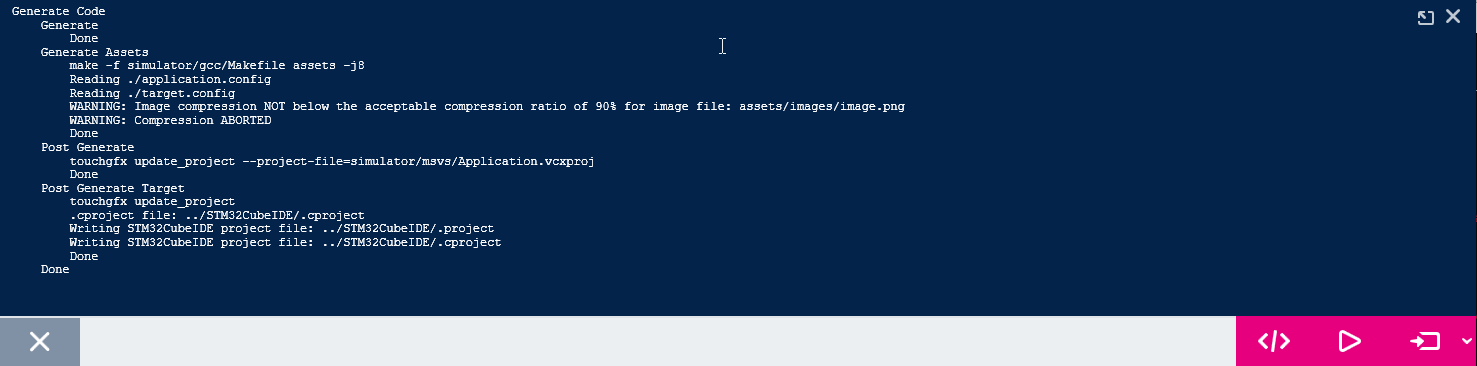 Generate Code
Generate
Done
Generate Assets
make -f simulator/gcc/Makefile assets -j8
Reading ./application.config
Reading ./target.config
WARNING: Image compression NOT below the acceptable compression ratio of 90% for image file: assets/images/image.png
WARNING: Compression ABORTED
Done
Post Generate
touchgfx update_project --project-file=simulator/msvs/Application.vcxproj
Done
Post Generate Target
touchgfx update_project
.cproject file: ../STM32CubeIDE/.cproject
Writing STM32CubeIDE project file: ../STM32CubeIDE/.project
Writing STM32CubeIDE project file: ../STM32CubeIDE/.cproject
Done
Done